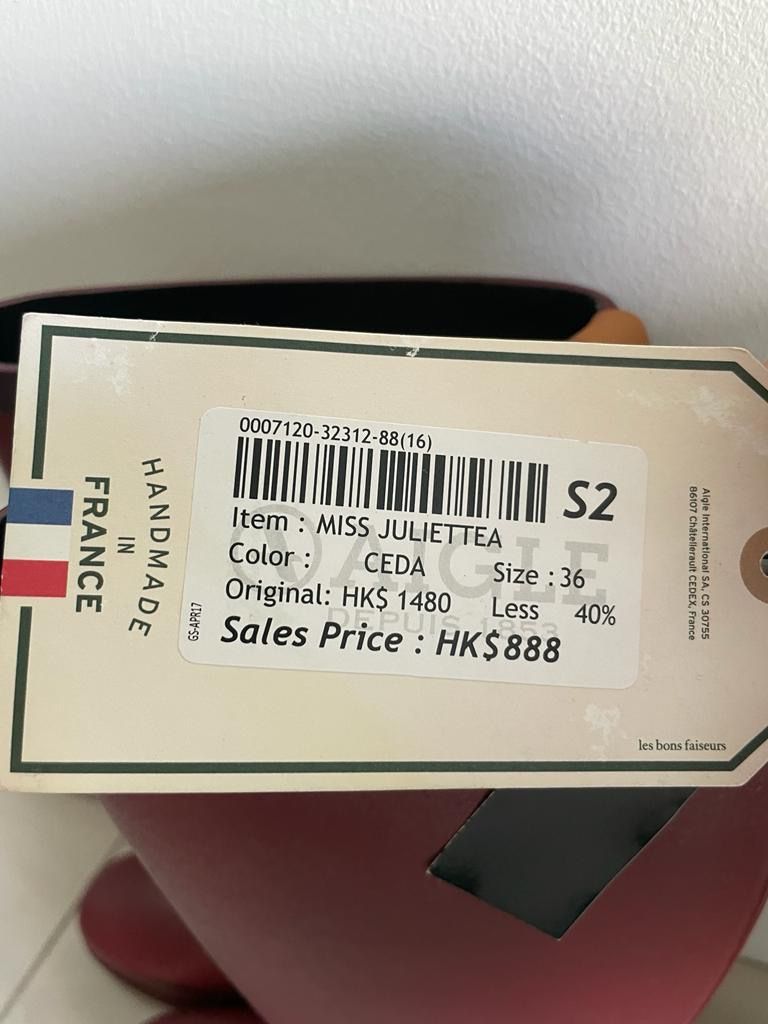 0007120-32312-88(16)
S2
Item : MISS JULIETTEA
Color : CEDA Size : 36
Original: HK$ 1480 Less 40%
Sales Price : HK$888
GS-APR17
AIGLE
DEPUIS 1853
HANDMADE
IN
FRANCE
Aigle International SA, CS 30755
86107 Châtellerault CEDEX, France
les bons faiseurs